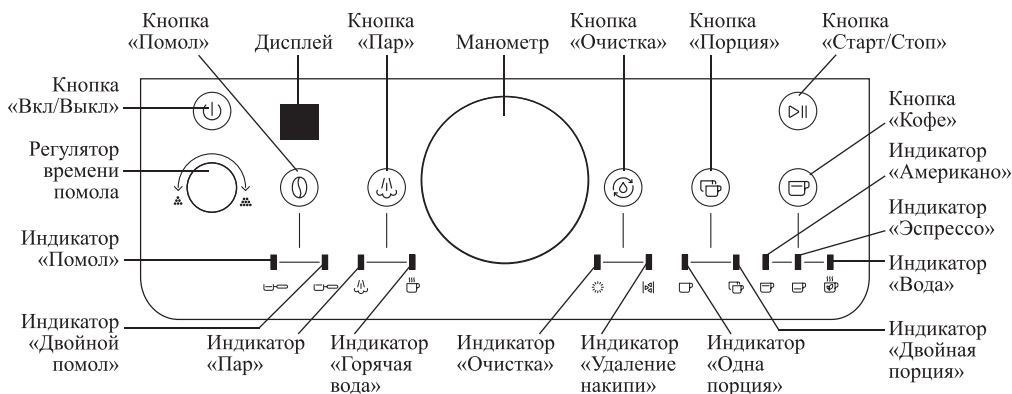 Кнопка
«Помол»
Дисплей
Кнопка
«Пар»
Манометр
Кнопка
«Очистка»
Кнопка
«Порция»
Кнопка
«Старт/Стоп»
Кнопка
«Вкл/Выкл»
Регулятор
времени
помола
Кнопка
«Кофе»
Индикатор
«Американо»
Индикатор
«Эспрессо»
Индикатор
«Помол»
Индикатор
«Вода»
Индикатор
«Двойной
помол»
Индикатор
«Пар»
Индикатор
«Горячая
вода»
Индикатор
«Очистка»
Индикатор
«Удаление
накипи»
Индикатор
«Одна
порция»
Индикатор
«Двойная
порция»